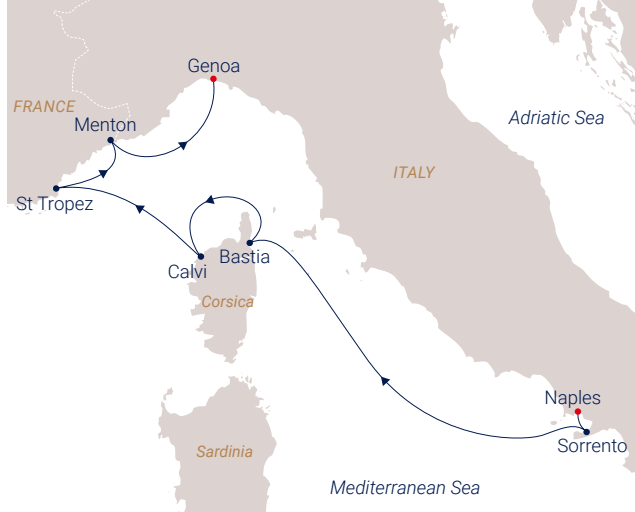 Genoa
FRANCE
Adriatic Sea
Menton
ITALY
St Tropez
Bastia
Calvi
Corsica
Naples
Sorrento
Sardinia
Mediterranean Sea